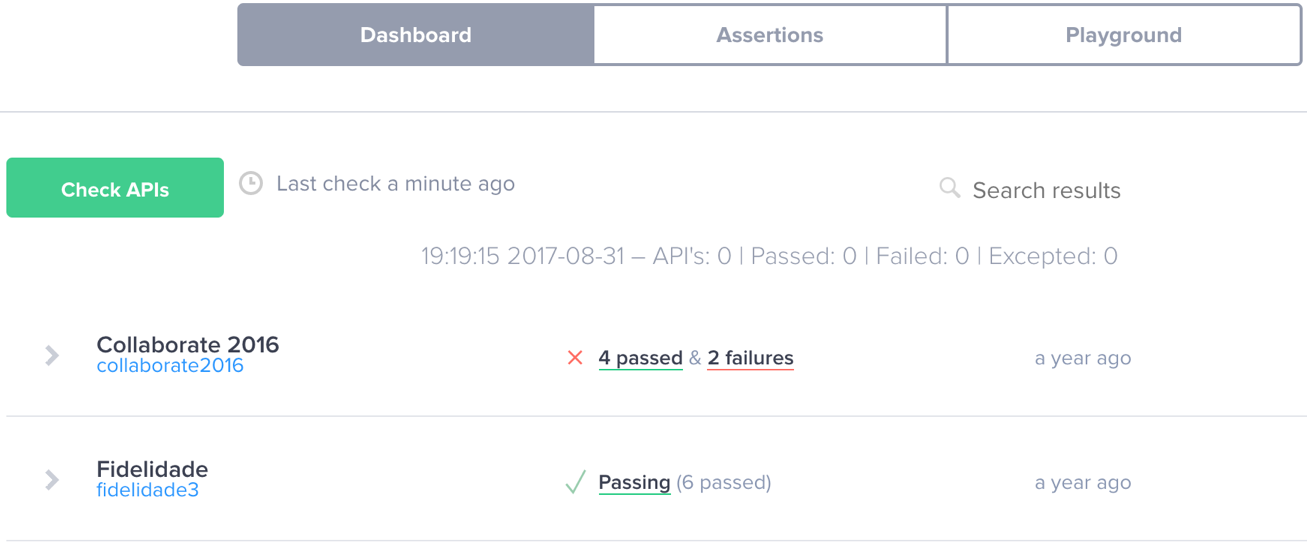 Dashboard Assertions Playground
Check APIs Last check a minute ago Search results
19:19:15 2017-08-31 – API's: 0 | Passed: 0 | Failed: 0 | Excepted: 0
Collaborate 2016
collaborate2016
4 passed & 2 failures
a year ago
Fidelidade
fidelidade3
Passing (6 passed)
a year ago